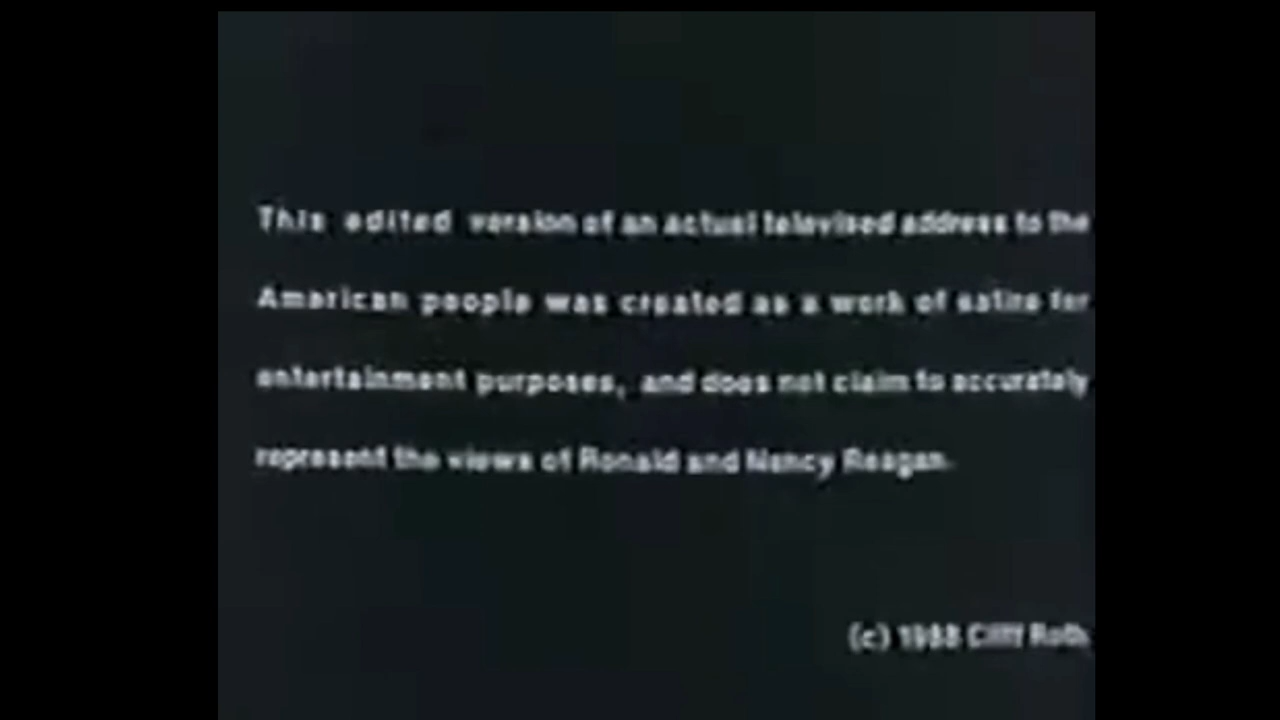 This edited version of an actual televised address to the
American people was created as a work of satire for
entertainment purposes, and does not claim to accurately
represent the views of Ronald and Nancy Reagan.
(c) 1988 Cliff Roth